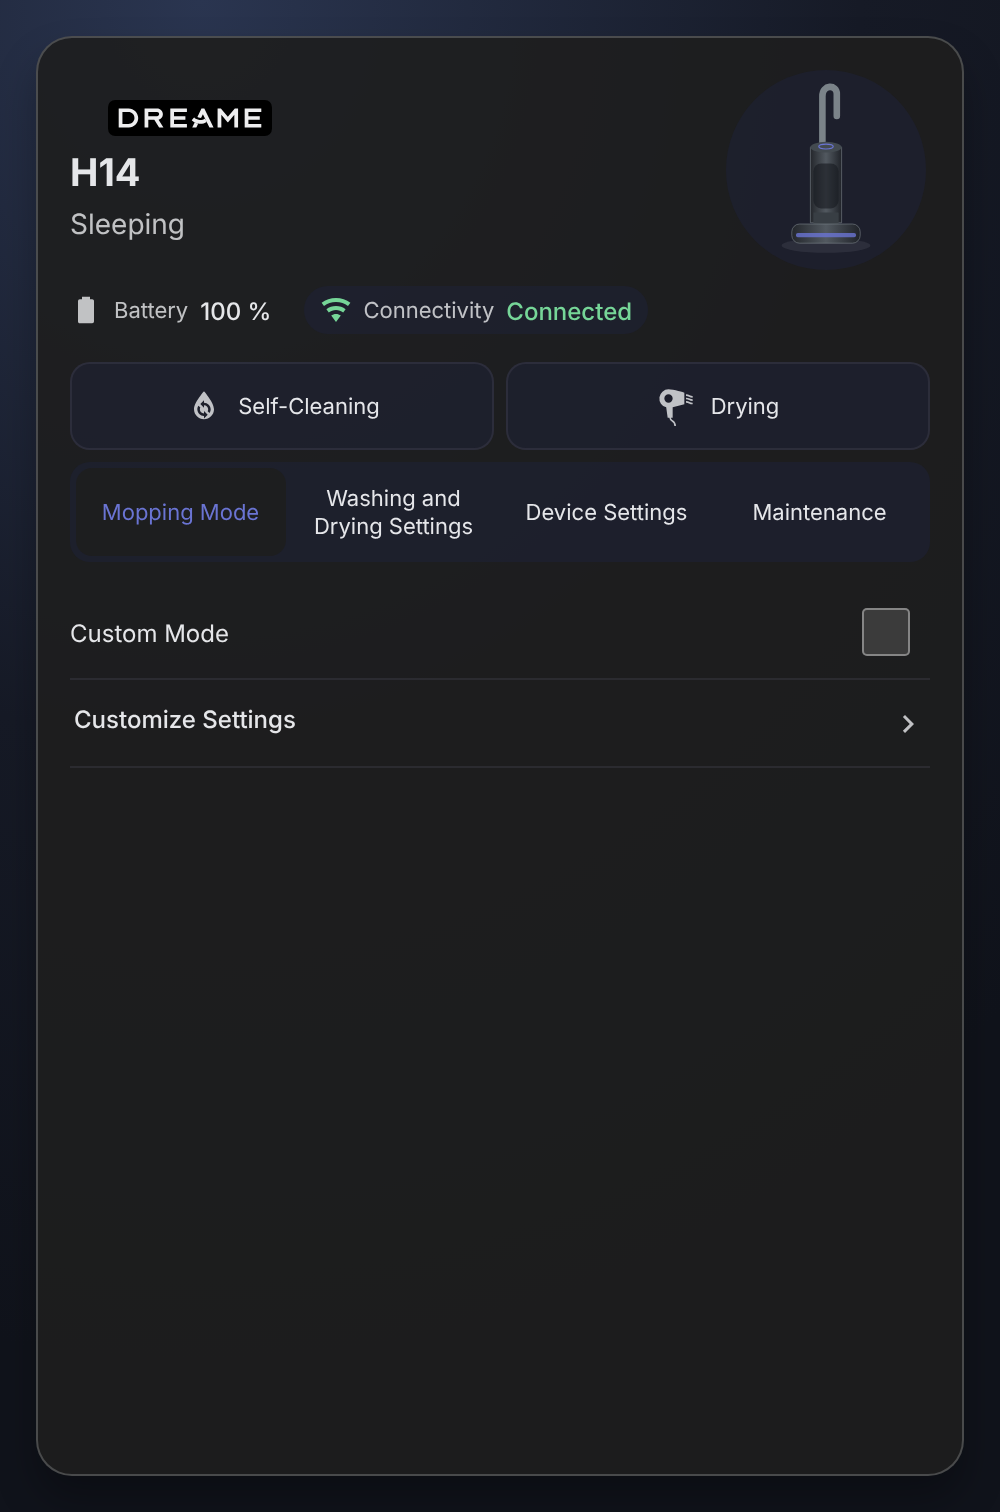 DREAME
H14
Sleeping
Battery 100 %
Connectivity Connected
Self-Cleaning
Drying
Mopping Mode
Washing and
Drying Settings
Device Settings
Maintenance
Custom Mode
Customize Settings